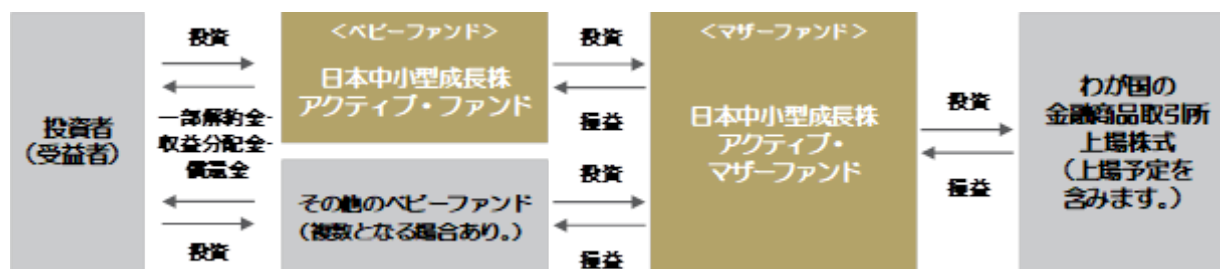 投資者
(受益者)
投資
一部解約金・
収益分配金・
償還金
投資
<ベビーファンド>
日本中小型成長株
アクティブ・ファンド
その他のベビーファンド
(複数となる場合あり。)
投資
損益
投資
損益
<マザーファンド>
日本中小型成長株
アクティブ・
マザーファンド
投資
損益
わが国の
金融商品取引所
上場株式
(上場予定を
含みます。)